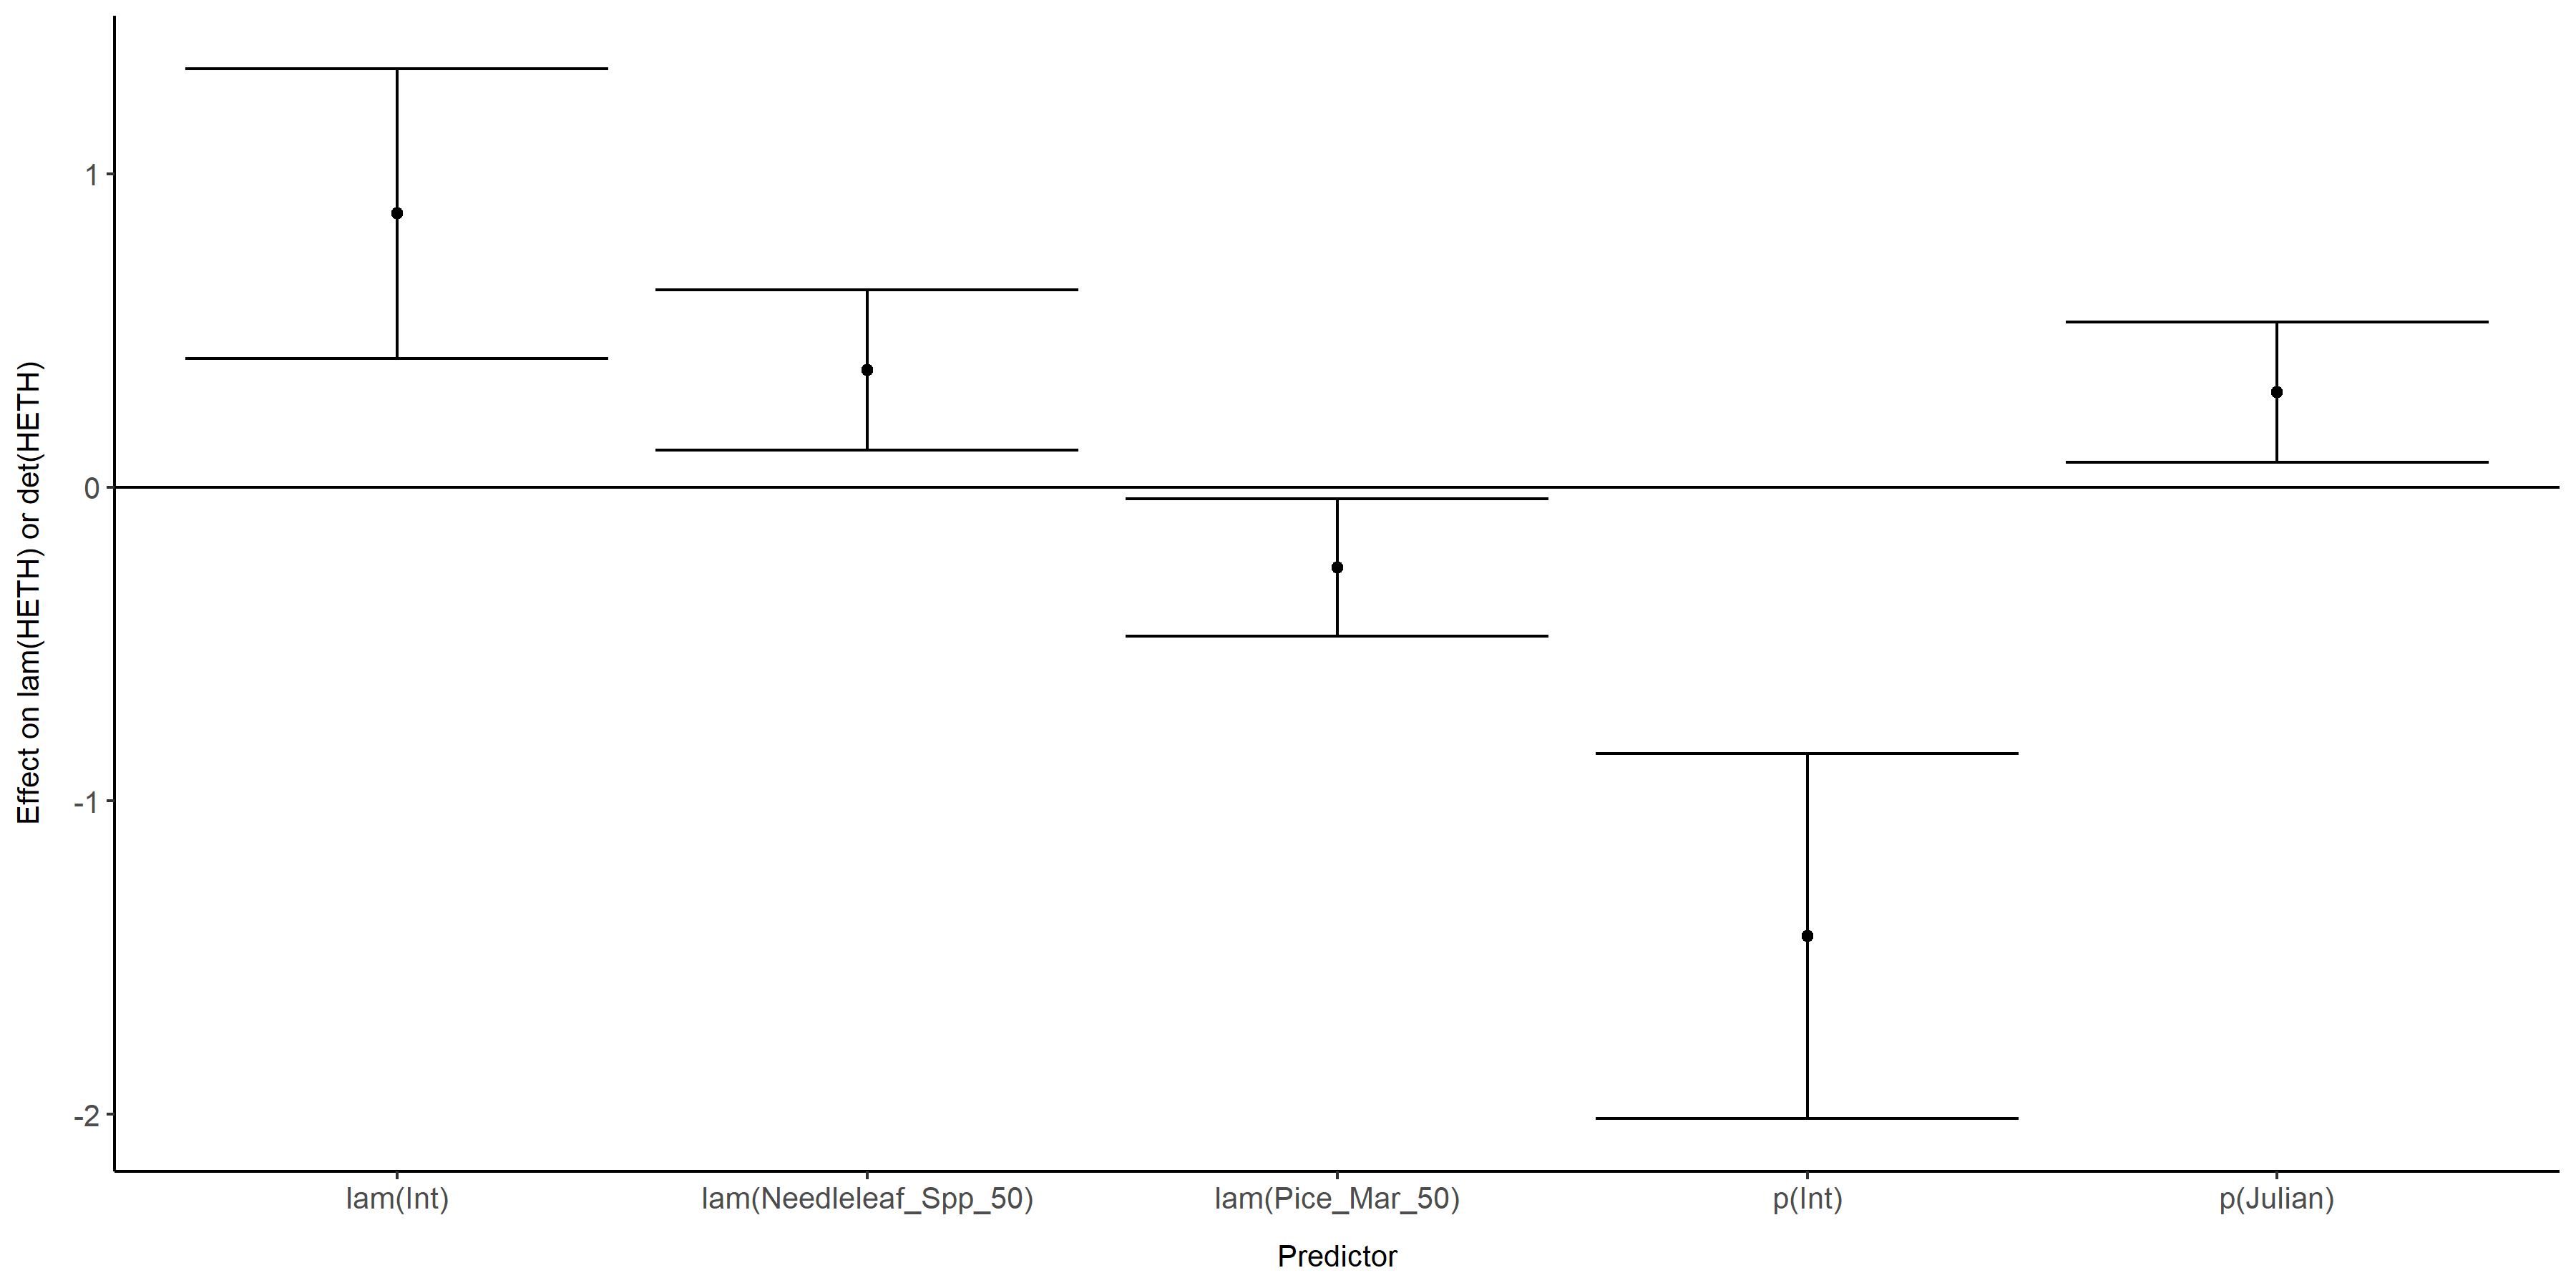 Effect on lam(HETH) or det(HETH)
1
0
-1
-2
lam(Int)
lam(Needleleaf_Spp_50)
lam(Pice_Mar_50)
p(Int)
p(Julian)
Predictor